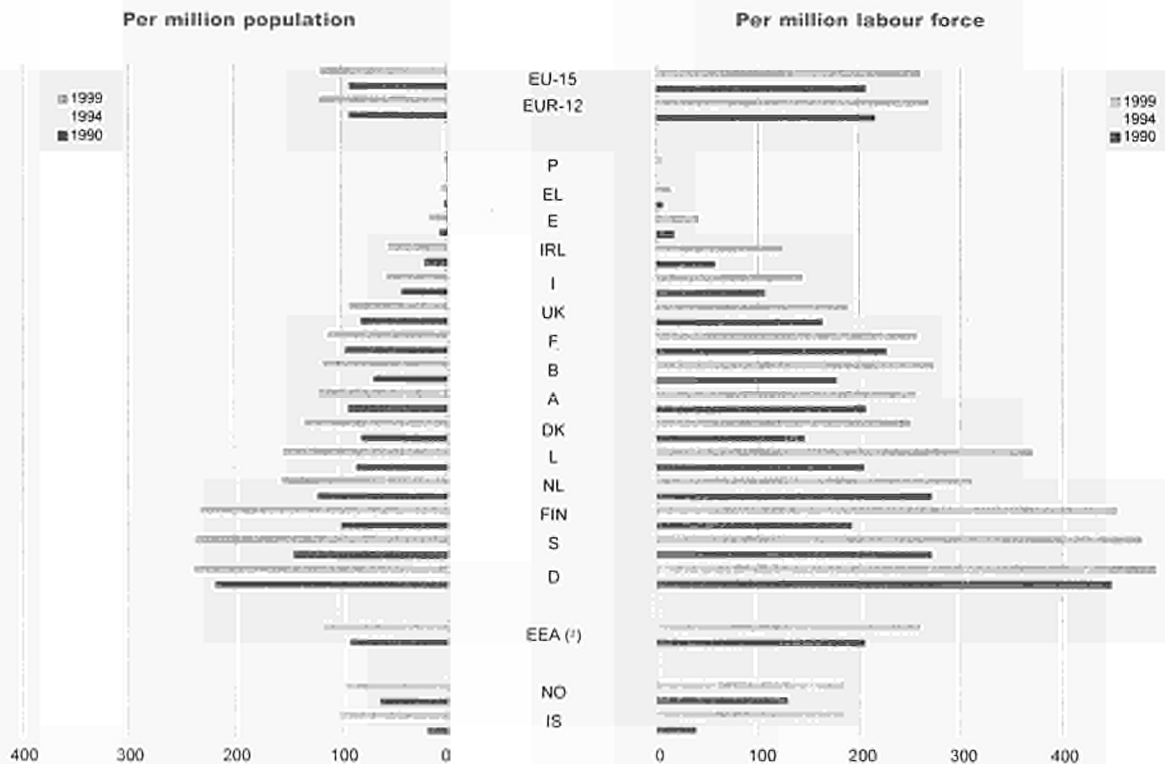 Per million population
Per million labour force
1999
1994
1990
1999
1994
1990
EU-15
EUR-12
P
EL
E
IRL
I
UK
F
B
A
DK
L
NL
FIN
S
D
EEA (²)
NO
IS
400 300 200 100 0
0 100 200 300 400